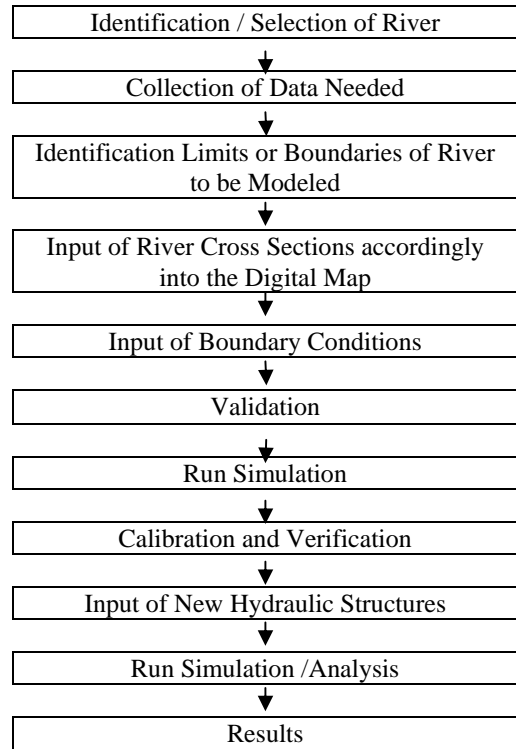 Identification / Selection of River
Collection of Data Needed
Identification Limits or Boundaries of River
to be Modeled
Input of River Cross Sections accordingly
into the Digital Map
Input of Boundary Conditions
Validation
Run Simulation
Calibration and Verification
Input of New Hydraulic Structures
Run Simulation /Analysis
Results